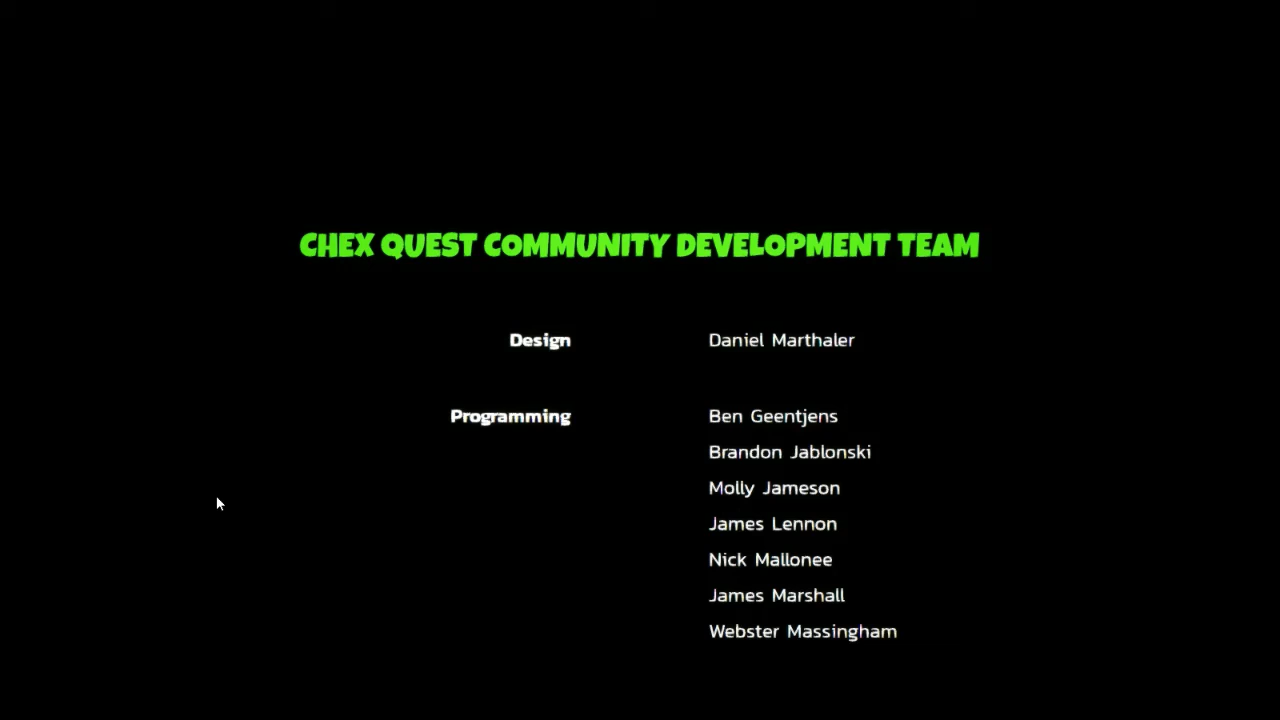 CHEX QUEST COMMUNITY DEVELOPMENT TEAM
Design Daniel Marthaler
Programming Ben Geentjens
Brandon Jablonski
Molly Jameson
James Lennon
Nick Mallonee
James Marshall
Webster Massingham